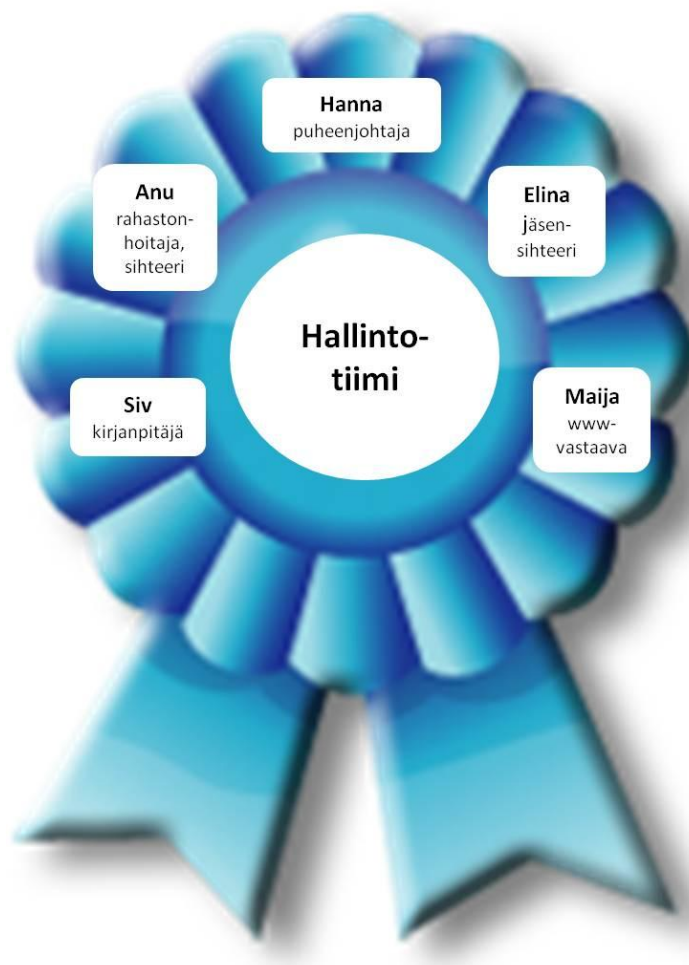 Hanna
puheenjohtaja
Anu
rahaston-
hoitaja,
sihteeri
Elina
jäsen-
sihteeri
Hallinto-
tiimi
Siv
kirjanpitäjä
Maija
www-
vastaava